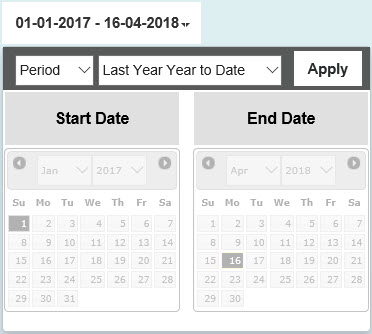 01-01-2017 - 16-04-2018
Period Last Year Year to Date Apply
Start Date End Date
Jan 2017 Apr 2018
Su Mo Tu We Th Fr Sa Su Mo Tu We Th Fr Sa
1 2 3 4 5 6 7 1 2 3 4 5 6 7
8 9 10 11 12 13 14 8 9 10 11 12 13 14
15 16 17 18 19 20 21 15 16 17 18 19 20 21
22 23 24 25 26 27 28 22 23 24 25 26 27 28
29 30 31 29 30